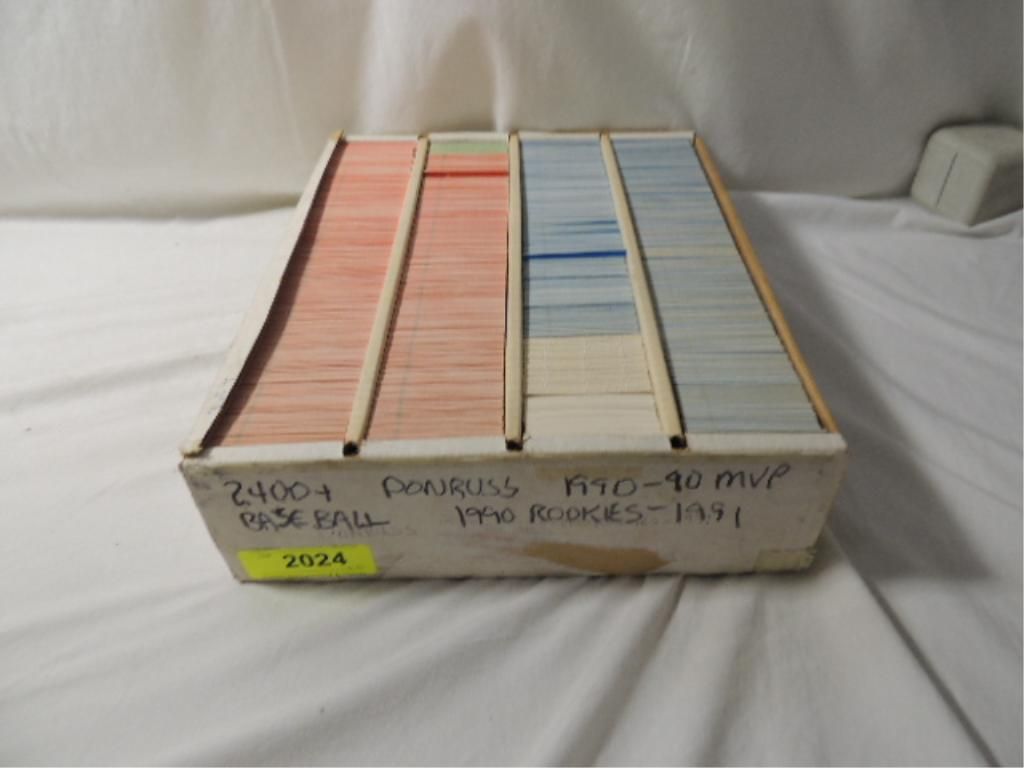 2400+ DONRUSS 1990-90 MVP
BASEBALL 1990 ROOKIES-1991
2024